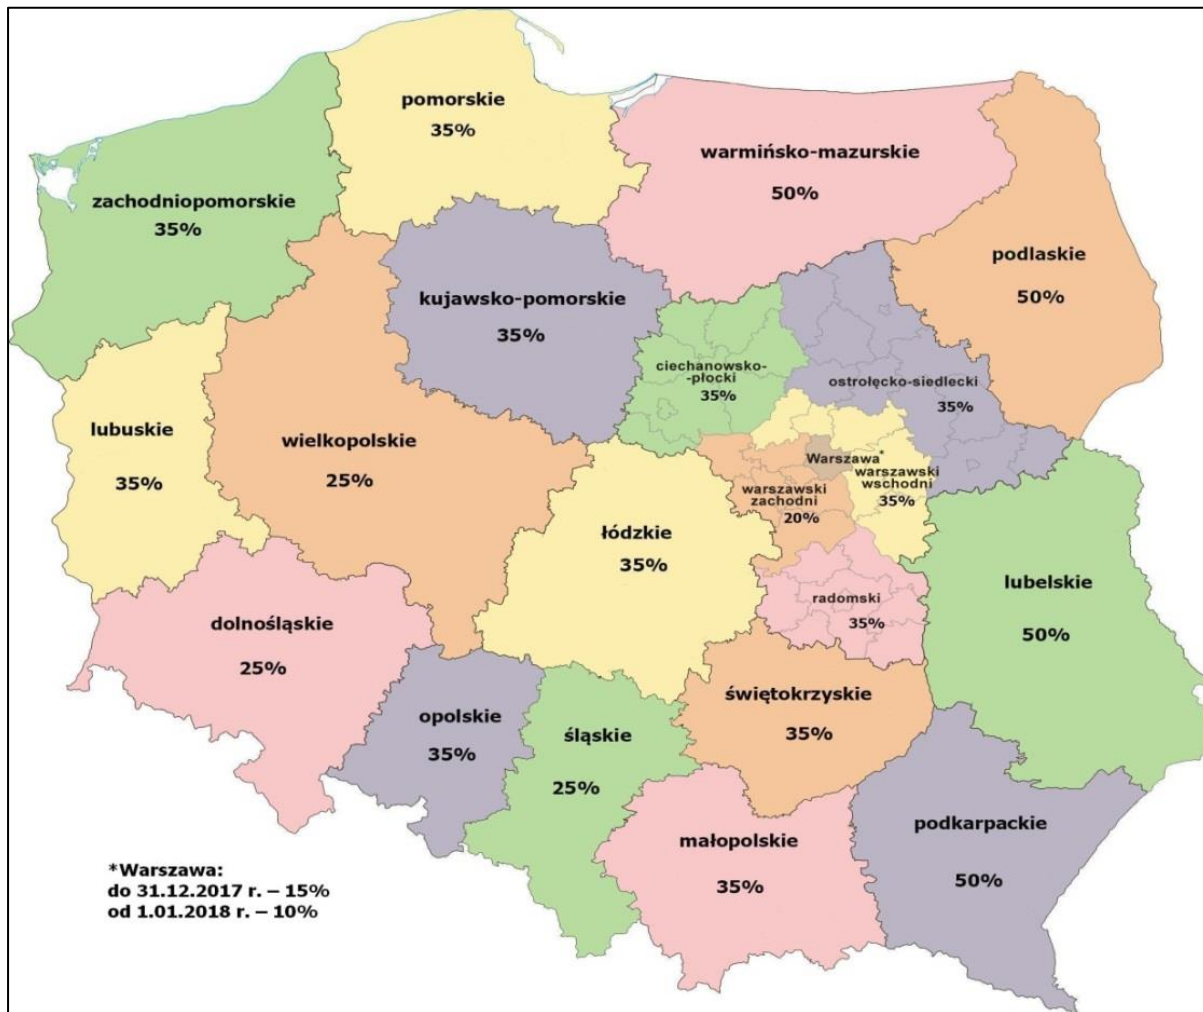 pomorskie
35%
warmińsko-mazurskie
50%
zachodniopomorskie
35%
podlaskie
50%
kujawsko-pomorskie
35%
ciechanowsko-
-płocki
35%
ostrołęcko-siedlecki
35%
lubuskie
35%
wielkopolskie
25%
Warszawa*
warszawski
wschodni
35%
warszawski
zachodni
20%
łódzkie
35%
lubelskie
50%
radomski
35%
dolnośląskie
25%
świętokrzyskie
35%
opolskie
35%
śląskie
25%
podkarpackie
50%
małopolskie
35%
*Warszawa:
do 31.12.2017 r. – 15%
od 1.01.2018 r. – 10%